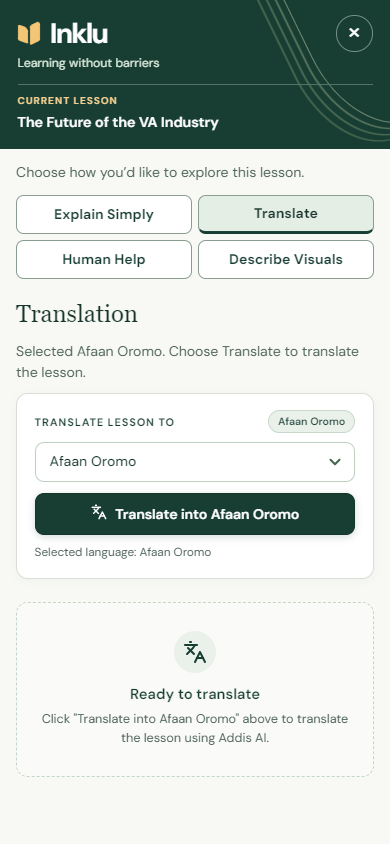 Inklu
Learning without barriers
CURRENT LESSON
The Future of the VA Industry
Choose how you’d like to explore this lesson.
Explain Simply
Translate
Human Help
Describe Visuals
Translation
Selected Afaan Oromo. Choose Translate to translate
the lesson.
TRANSLATE LESSON TO
Afaan Oromo
Afaan Oromo
Translate into Afaan Oromo
Selected language: Afaan Oromo
Ready to translate
Click "Translate into Afaan Oromo" above to translate
the lesson using Addis AI.